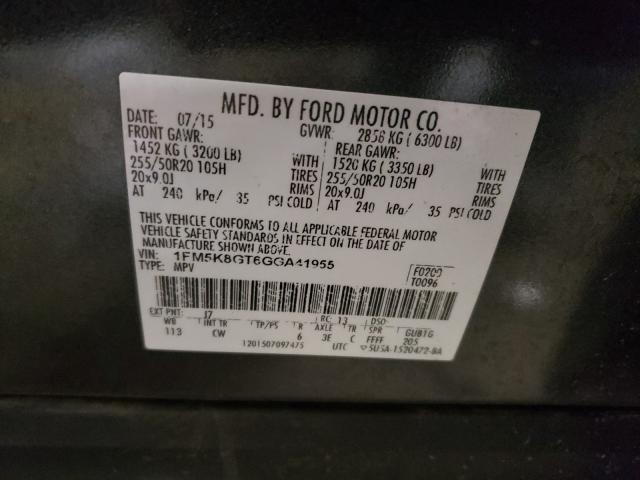 MFD. BY FORD MOTOR CO.
DATE: 07/15 GVWR: 2858 KG (6300 LB)
FRONT GAWR: REAR GAWR:
1452 KG (3200 LB) WITH 1520 KG (3350 LB) WITH
255/50R20 105H TIRES 255/50R20 105H TIRES
20x9.0J RIMS 20x9.0J RIMS
AT 240 kPa/ 35 PSI COLD AT 240 kPa/ 35 PSI COLD
THIS VEHICLE CONFORMS TO ALL APPLICABLE FEDERAL MOTOR
VEHICLE SAFETY STANDARDS IN EFFECT ON THE DATE OF
MANUFACTURE SHOWN ABOVE.
VIN: 1FM5K8GT6GGA41955
TYPE: MPV
F0200
T0096
EXT PNT: J7 RC: 13 DSO:
WB INT TR TP/PS R AXLE TR SPR GUBTG
113 CW 6 3E C FFFF 205
1201507097475 UTC ▽5U5A-1520472-BA